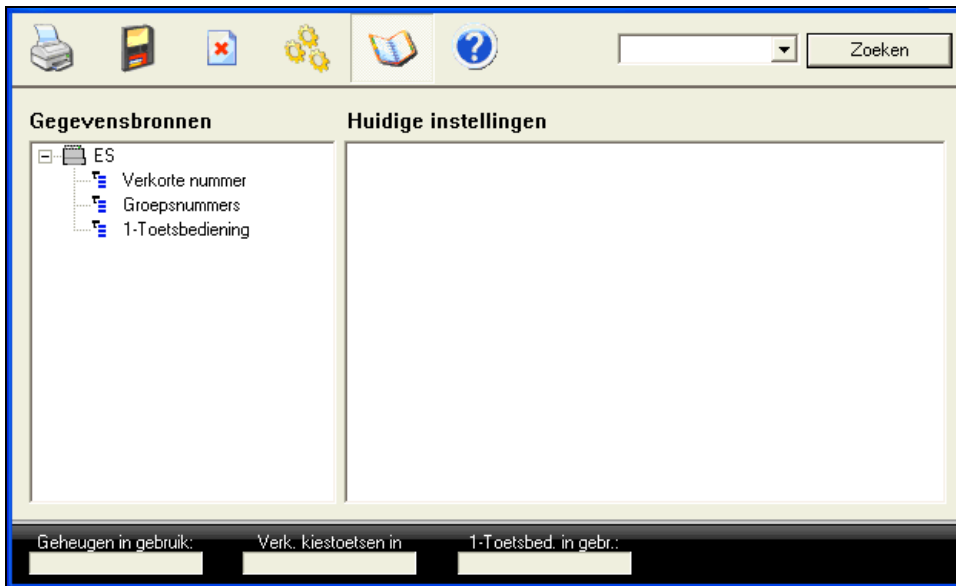 Zoeken
Gegevensbronnen
Huidige instellingen
ES
Verkorte nummer
Groepsnummers
1-Toetsbediening
Geheugen in gebruik:
Verk. kiestoetsen in
1-Toetsbed. in gebr.: